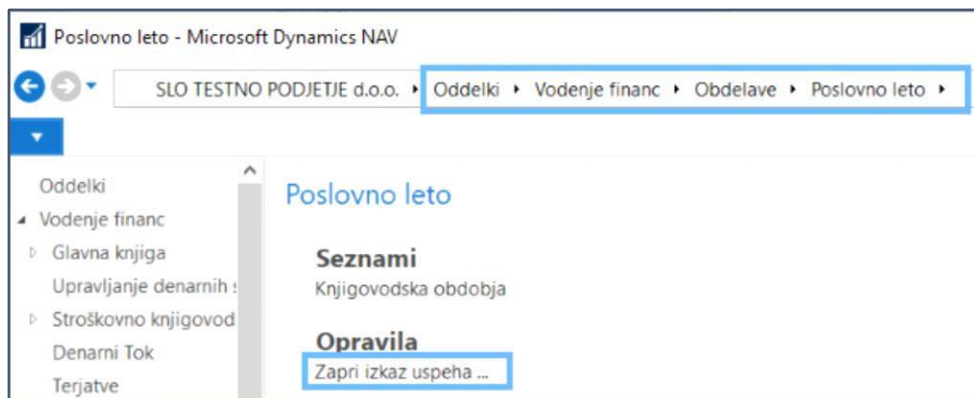 Poslovno leto - Microsoft Dynamics NAV
SLO TESTNO PODJETJE d.o.o. Oddelki Vodenje financ Obdelave Poslovno leto
Oddelki
Vodenje financ
Glavna knjiga
Upravljanje denarnih
Stroškovno knjigovod
Denarni Tok
Terjatve
Poslovno leto
Seznami
Knjigovodska obdobja
Opravila
Zapri izkaz uspeha ...